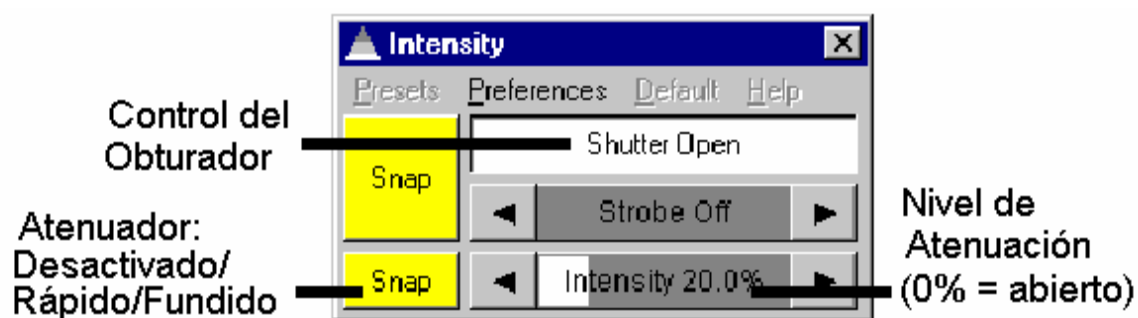 Intensity
Presets Preferences Default Help
Control del
Obturador
Shutter Open
Snap
Strobe Off
Nivel de
Atenuación
(0% = abierto)
Atenuador:
Desactivado/
Rápido/Fundido
Snap
Intensity 20.0%